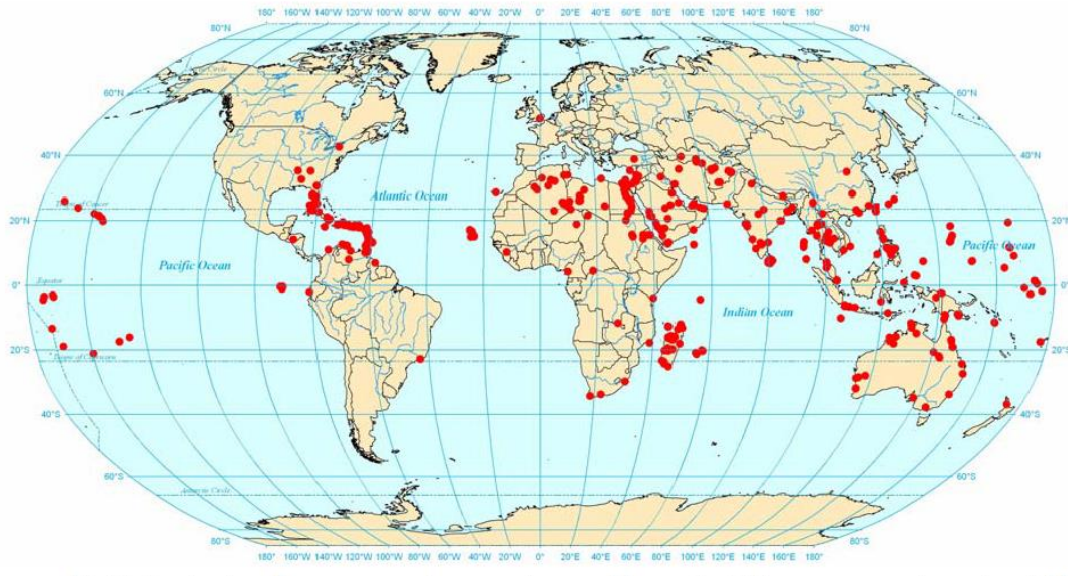 180° 160°W 140°W 120°W 100°W 80°W 60°W 40°W 20°W 0° 20°E 40°E 60°E 80°E 100°E 120°E 140°E 160°E 180°
80°N 80°N
60°N 60°N
40°N 40°N
Atlantic Ocean
20°N 20°N
Pacific Ocean
Pacific Ocean
Equator
0° 0°
Indian Ocean
20°S 20°S
Tropic of Capricorn
40°S 40°S
60°S 60°S
Antarctic Circle
80°S 80°S
180° 160°W 140°W 120°W 100°W 80°W 60°W 40°W 20°W 0° 20°E 40°E 60°E 80°E 100°E 120°E 140°E 160°E 180°